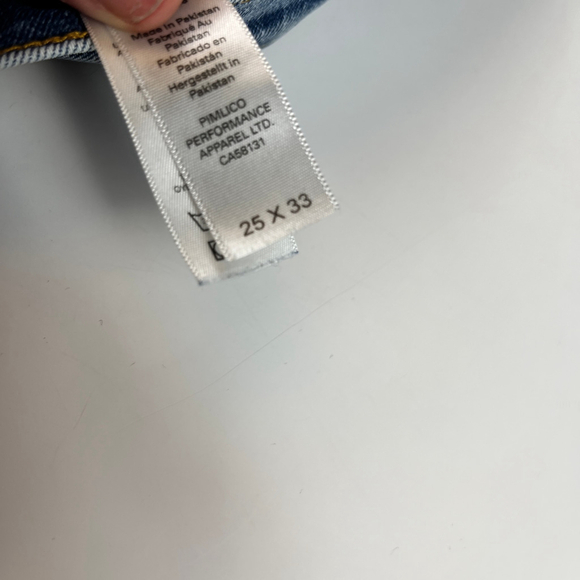 Made in Pakistan
Fabriqué Au
Pakistan
Fabricado en
Pakistán
Hergestellt in
Pakistan
PIMLICO
PERFORMANCE
APPAREL LTD.
CA58131
25 X 33